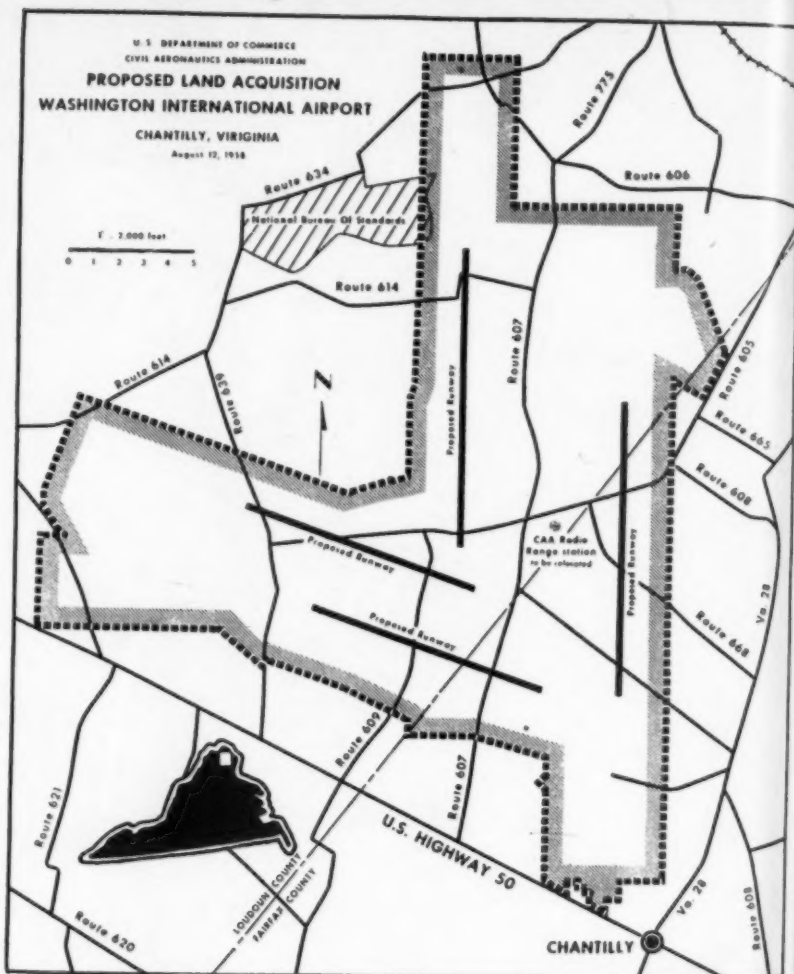 U. S. DEPARTMENT OF COMMERCE
CIVIL AERONAUTICS ADMINISTRATION
PROPOSED LAND ACQUISITION
WASHINGTON INTERNATIONAL AIRPORT
CHANTILLY, VIRIGINIA
August 12, 1958
Route 775
Route 634
Route 606
National Bureau Of Standards
1" - 2,000 feet
0 1 2 3 4 5
Route 614
Route 607
Route 614
Route 639
N
Proposed Runway
Route 605
Route 665
Route 608
CAA Radio
Range station
to be relocated
Proposed Runway
Proposed Runway
Proposed Runway
Va. 28
Route 668
Route 609
Route 607
Route 621
U.S. HIGHWAY 50
LOUDOUN COUNTY
FAIRFAX COUNTY
Route 620
Va. 28
Route 608
CHANTILLY